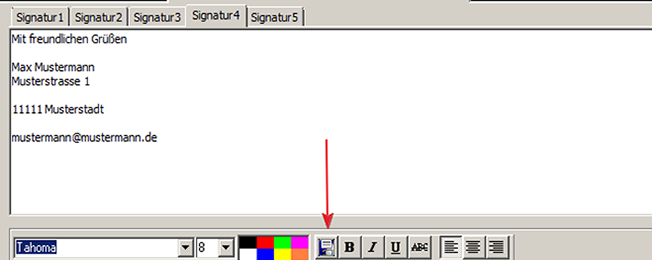 Signatur1 Signatur2 Signatur3 Signatur4 Signatur5
Mit freundlichen Grüßen
Max Mustermann
Musterstrasse 1
11111 Musterstadt
mustermann@mustermann.de
Tahoma 8 B I U ABC